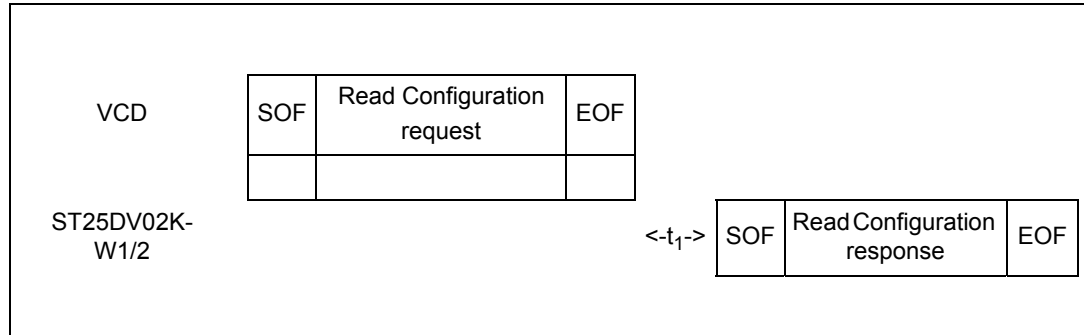 VCD
SOF
Read Configuration
request
EOF
ST25DV02K-
W1/2
<-t1->
SOF
Read Configuration
response
EOF